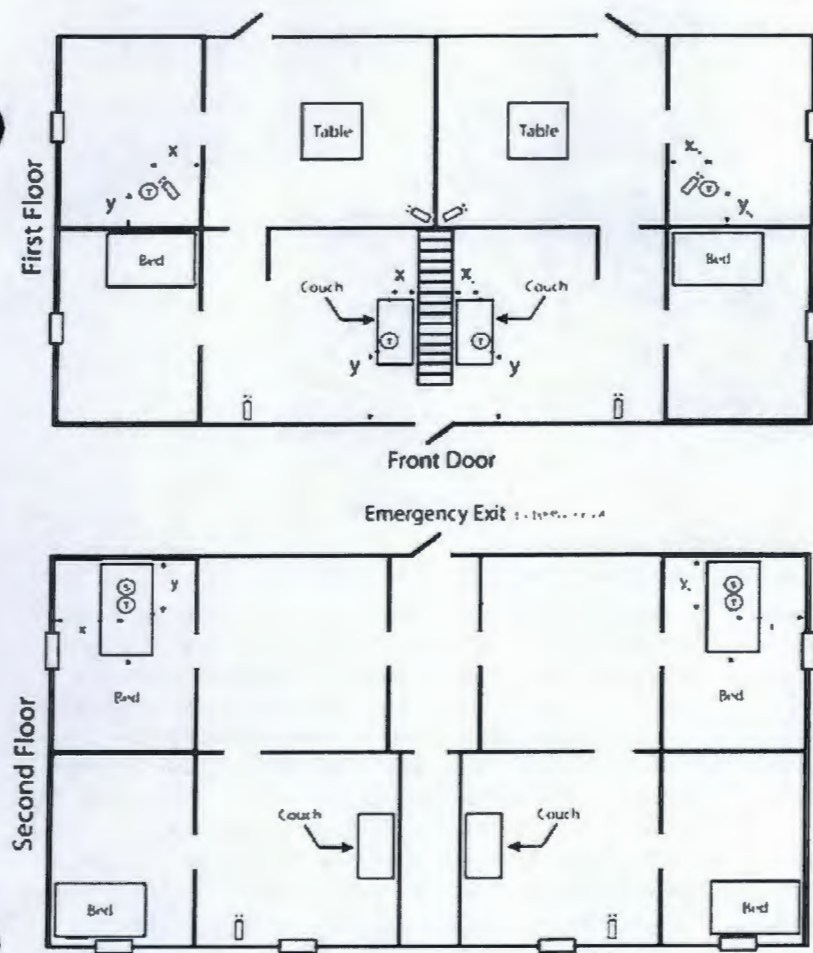 First Floor
Table
Table
x
x
T
T
y
y
Bed
Bed
x
x
Couch
Couch
T
T
y
y
Front Door
Emergency Exit
Second Floor
S
T
y
x
Bed
y
S
T
Bed
Couch
Couch
Bed
Bed